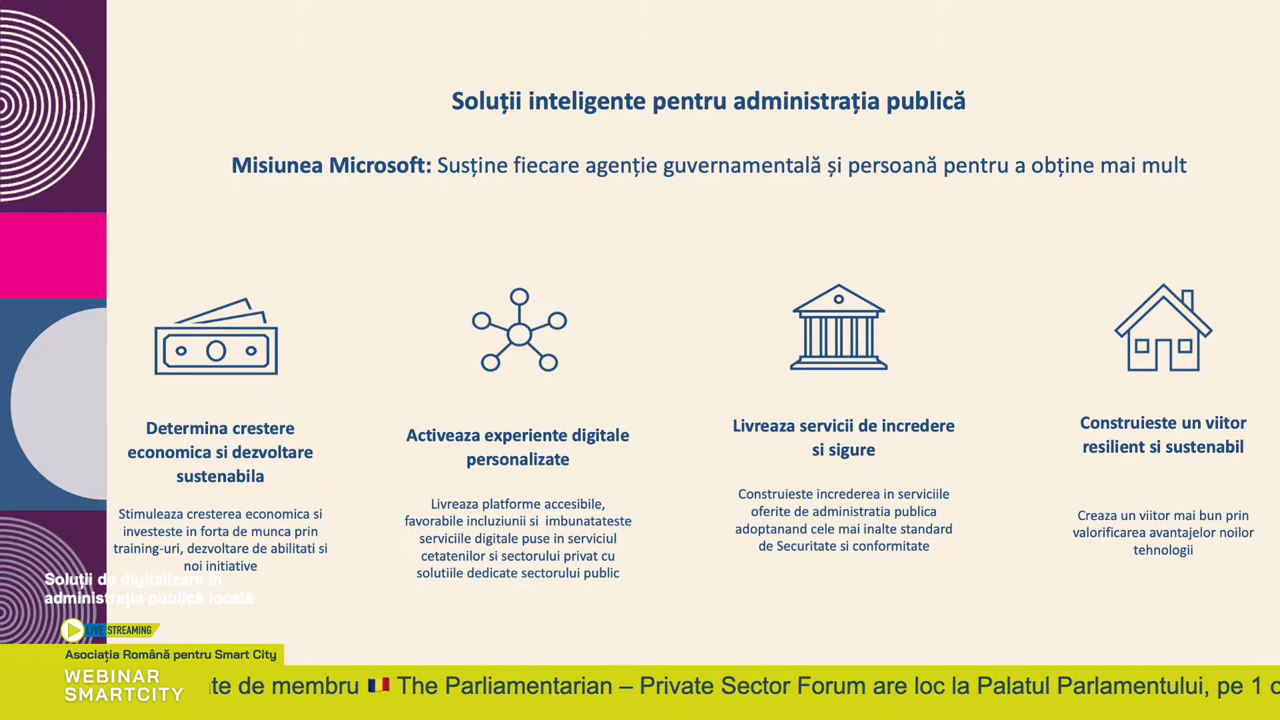 Soluții inteligente pentru administrația publică
Misiunea Microsoft: Susține fiecare agenție guvernamentală și persoană pentru a obține mai mult
Determina crestere
economica si dezvoltare
sustenabila
Stimuleaza cresterea economica si
investeste in forta de munca prin
training-uri, dezvoltare de abilitati si
noi initiative
Activeaza experiente digitale
personalizate
Livreaza platforme accesibile,
favorabile incluziunii si imbunatateste
serviciile digitale puse in serviciul
cetatenilor si sectorului privat cu
solutiile dedicate sectorului public
Livreaza servicii de incredere
si sigure
Construieste increderea in serviciile
oferite de administratia publica
adoptanand cele mai inalte standard
de Securitate si conformitate
Construieste un viitor
resilient si sustenabil
Creaza un viitor mai bun prin
valorificarea avantajelor noilor
tehnologii
Soluții de digitalizare în
administrația publică locală
LIVE STREAMING
Asociația Română pentru Smart City
WEBINAR
SMARTCITY
te de membru The Parliamentarian – Private Sector Forum are loc la Palatul Parlamentului, pe 1